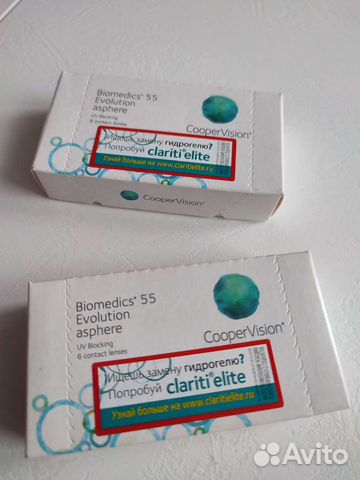 Biomedics® 55
Evolution
asphere
UV Blocking
6 contact lenses
CooperVision®
Ищешь замену гидрогелю?
Попробуй clariti® elite
Узнай больше на www.claritielite.ru
CooperVision®
Biomedics® 55
Evolution
asphere
UV Blocking
6 contact lenses
CooperVision®
Ищешь замену гидрогелю?
Попробуй clariti® elite
Узнай больше на www.claritielite.ru
Avito